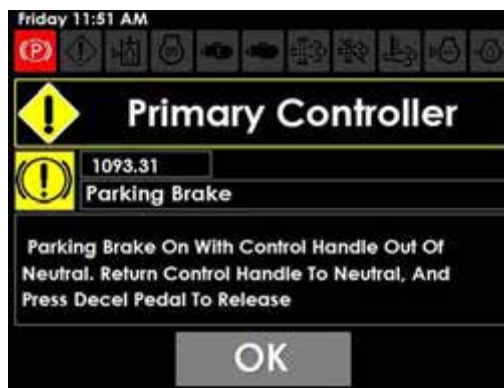 Friday 11:51 AM
(P)
Primary Controller
1093.31
Parking Brake
Parking Brake On With Control Handle Out Of
Neutral. Return Control Handle To Neutral, And
Press Decel Pedal To Release
OK